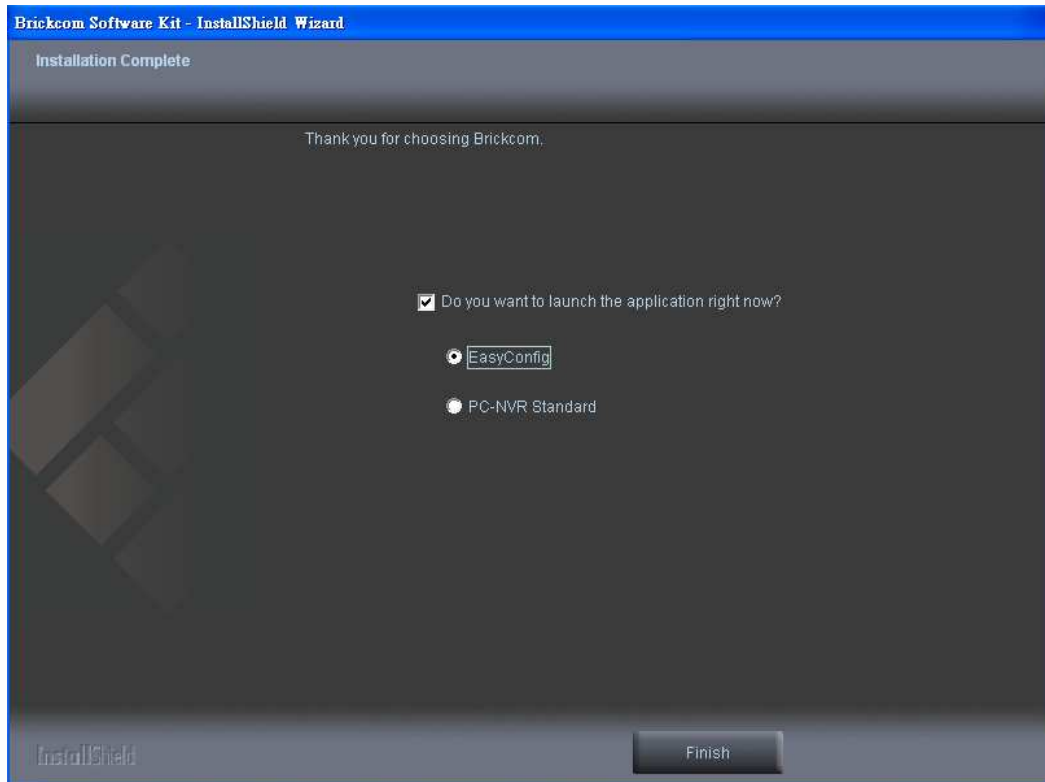 Brickcom Software Kit - InstallShield Wizard
Installation Complete
Thank you for choosing Brickcom.
Do you want to launch the application right now?
EasyConfig
PC-NVR Standard
InstallShield
Finish